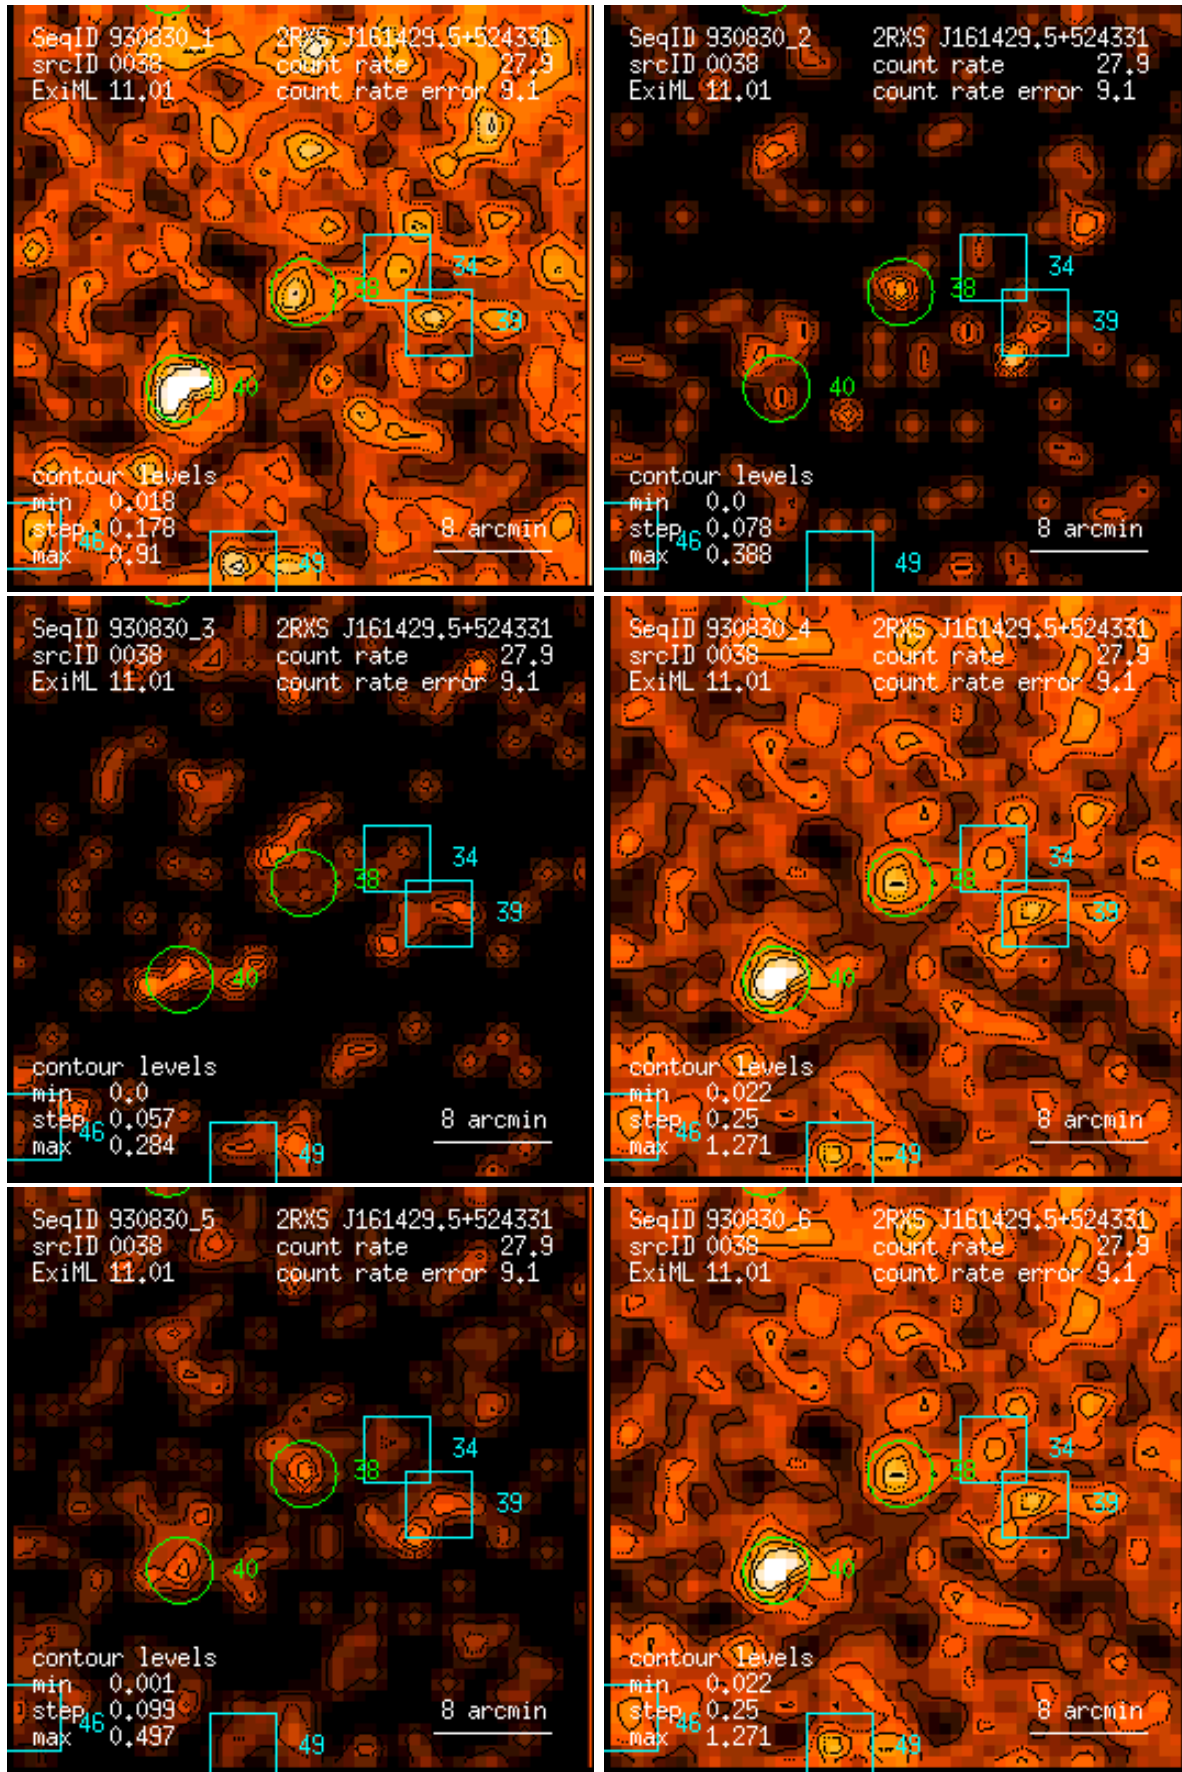 SeqID 930830_1 2RXS J161429.5+524331
srcID 0038 count rate 27.9
ExiML 11.01 count rate error 9.1
34
38
39
40
contour levels
min 0.018
step 0.178 8 arcmin
46
max 0.91
49
SeqID 930830_2 2RXS J161429.5+524331
srcID 0038 count rate 27.9
ExiML 11.01 count rate error 9.1
34
38
39
40
contour levels
min 0.0
step 0.078 8 arcmin
46
max 0.388
49
SeqID 930830_3 2RXS J161429.5+524331
srcID 0038 count rate 27.9
ExiML 11.01 count rate error 9.1
34
38
39
40
contour levels
min 0.0
step 0.057 8 arcmin
46
max 0.284
49
SeqID 930830_4 2RXS J161429.5+524331
srcID 0038 count rate 27.9
ExiML 11.01 count rate error 9.1
34
38
39
40
contour levels
min 0.022
step 0.25 8 arcmin
46
max 1.271
49
SeqID 930830_5 2RXS J161429.5+524331
srcID 0038 count rate 27.9
ExiML 11.01 count rate error 9.1
34
38
39
40
contour levels
min 0.001
step 0.099 8 arcmin
46
max 0.497
49
SeqID 930830_6 2RXS J161429.5+524331
srcID 0038 count rate 27.9
ExiML 11.01 count rate error 9.1
34
38
39
40
contour levels
min 0.022
step 0.25 8 arcmin
46
max 1.271
49